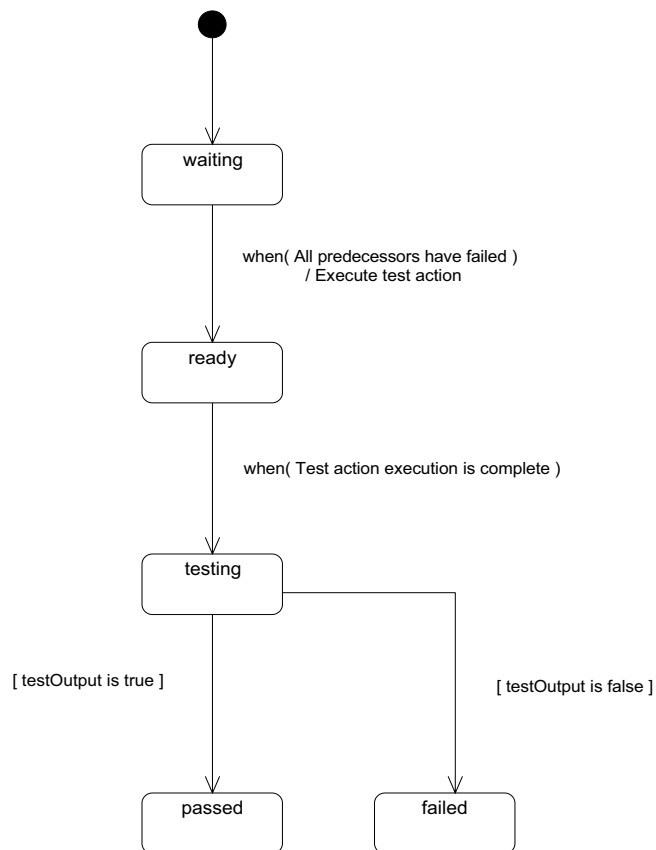 waiting
when( All predecessors have failed )
/ Execute test action
ready
when( Test action execution is complete )
testing
[ testOutput is true ]
[ testOutput is false ]
passed
failed